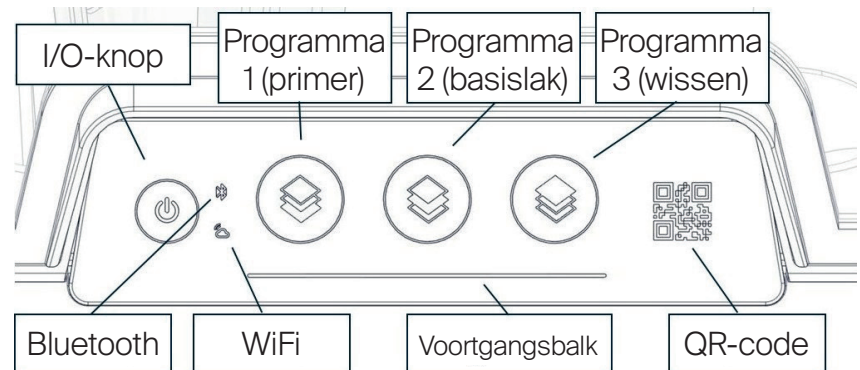 I/O-knop
Programma
1 (primer)
Programma
2 (basislak)
Programma
3 (wissen)
Bluetooth
WiFi
Voortgangsbalk
QR-code